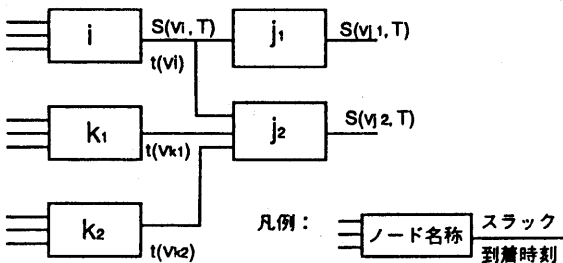 i
S(vi, T)
t(vi)
j1
S(vj1, T)
k1
t(vk1)
j2
S(vj2, T)
k2
t(vk2)
凡例：
ノード名称
スラック
到着時刻